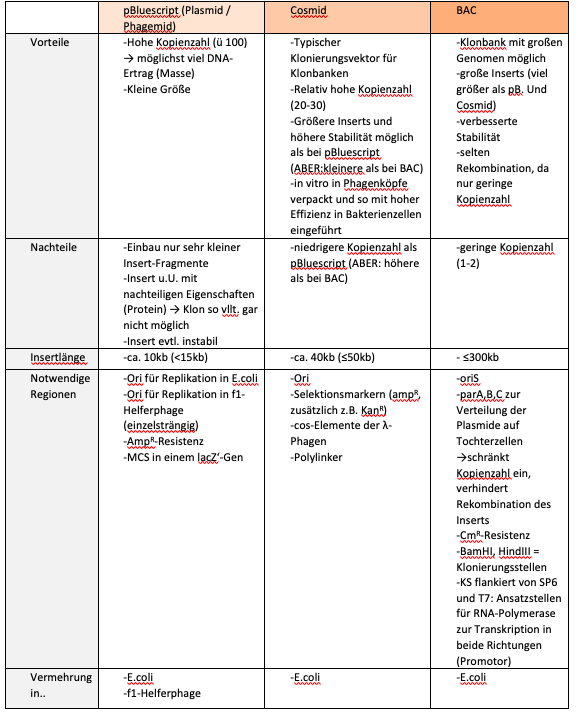 pBluescript (Plasmid /
Phagemid)
Cosmid
BAC
Vorteile
-Hohe Kopienzahl (ü 100)
→ möglichst viel DNA-
Ertrag (Masse)
-Kleine Größe
-Typischer
Klonierungsvektor für
Klonbanken
-Relativ hohe Kopienzahl
(20-30)
-Größere Inserts und
höhere Stabilität möglich
als bei pBluescript
(ABER:kleinere als bei BAC)
-in vitro in Phagenköpfe
verpackt und so mit hoher
Effizienz in Bakterienzellen
eingeführt
-Klonbank mit großen
Genomen möglich
-große Inserts (viel
größer als pB. Und
Cosmid)
-verbesserte
Stabilität
-selten
Rekombination, da
nur geringe
Kopienzahl
Nachteile
-Einbau nur sehr kleiner
Insert-Fragmente
-Insert u.U. mit
nachteiligen Eigenschaften
(Protein) → Klon so vllt. gar
nicht möglich
-Insert evtl. instabil
-niedrigere Kopienzahl als
pBluescript (ABER: höhere
als bei BAC)
-geringe Kopienzahl
(1-2)
Insertlänge
-ca. 10kb (<15kb)
-ca. 40kb (≤50kb)
- ≤300kb
Notwendige
Regionen
-Ori für Replikation in E.coli
-Ori für Replikation in f1-
Helferphage
(einzelsträngig)
-Ampᴿ-Resistenz
-MCS in einem lacZ‘-Gen
-Ori
-Selektionsmarkern (ampᴿ,
zusätzlich z.B. Kanᴿ)
-cos-Elemente der λ-
Phagen
-Polylinker
-oriS
-parA,B,C zur
Verteilung der
Plasmide auf
Tochterzellen
→schränkt
Kopienzahl ein,
verhindert
Rekombination des
Inserts
-Cmᴿ-Resistenz
-BamHI, HindIII =
Klonierungsstellen
-KS flankiert von SP6
und T7: Ansatzstellen
für RNA-Polymerase
zur Transkription in
beide Richtungen
(Promotor)
Vermehrung
in..
-E.coli
-f1-Helferphage
-E.coli
-E.coli